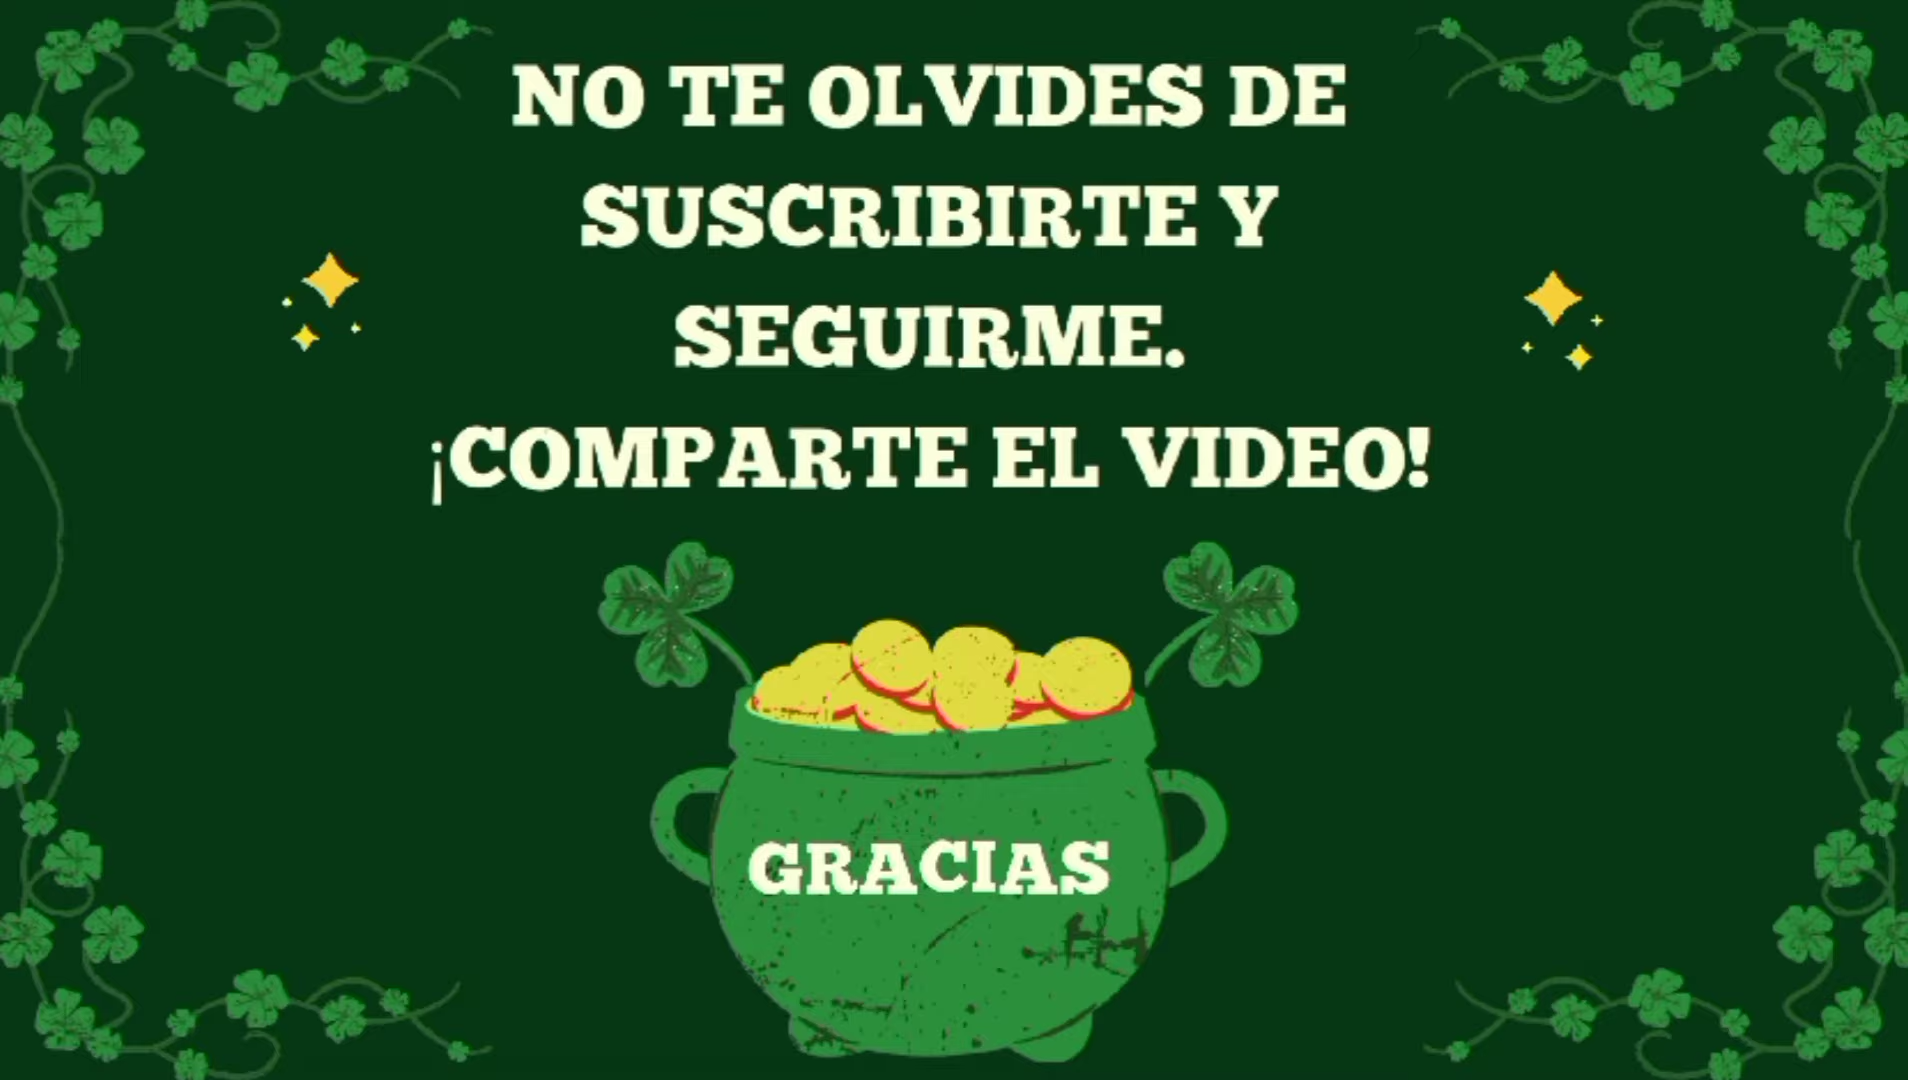 NO TE OLVIDES DE
SUSCRIBIRTE Y
SEGUIRME.
¡COMPARTE EL VIDEO!
GRACIAS